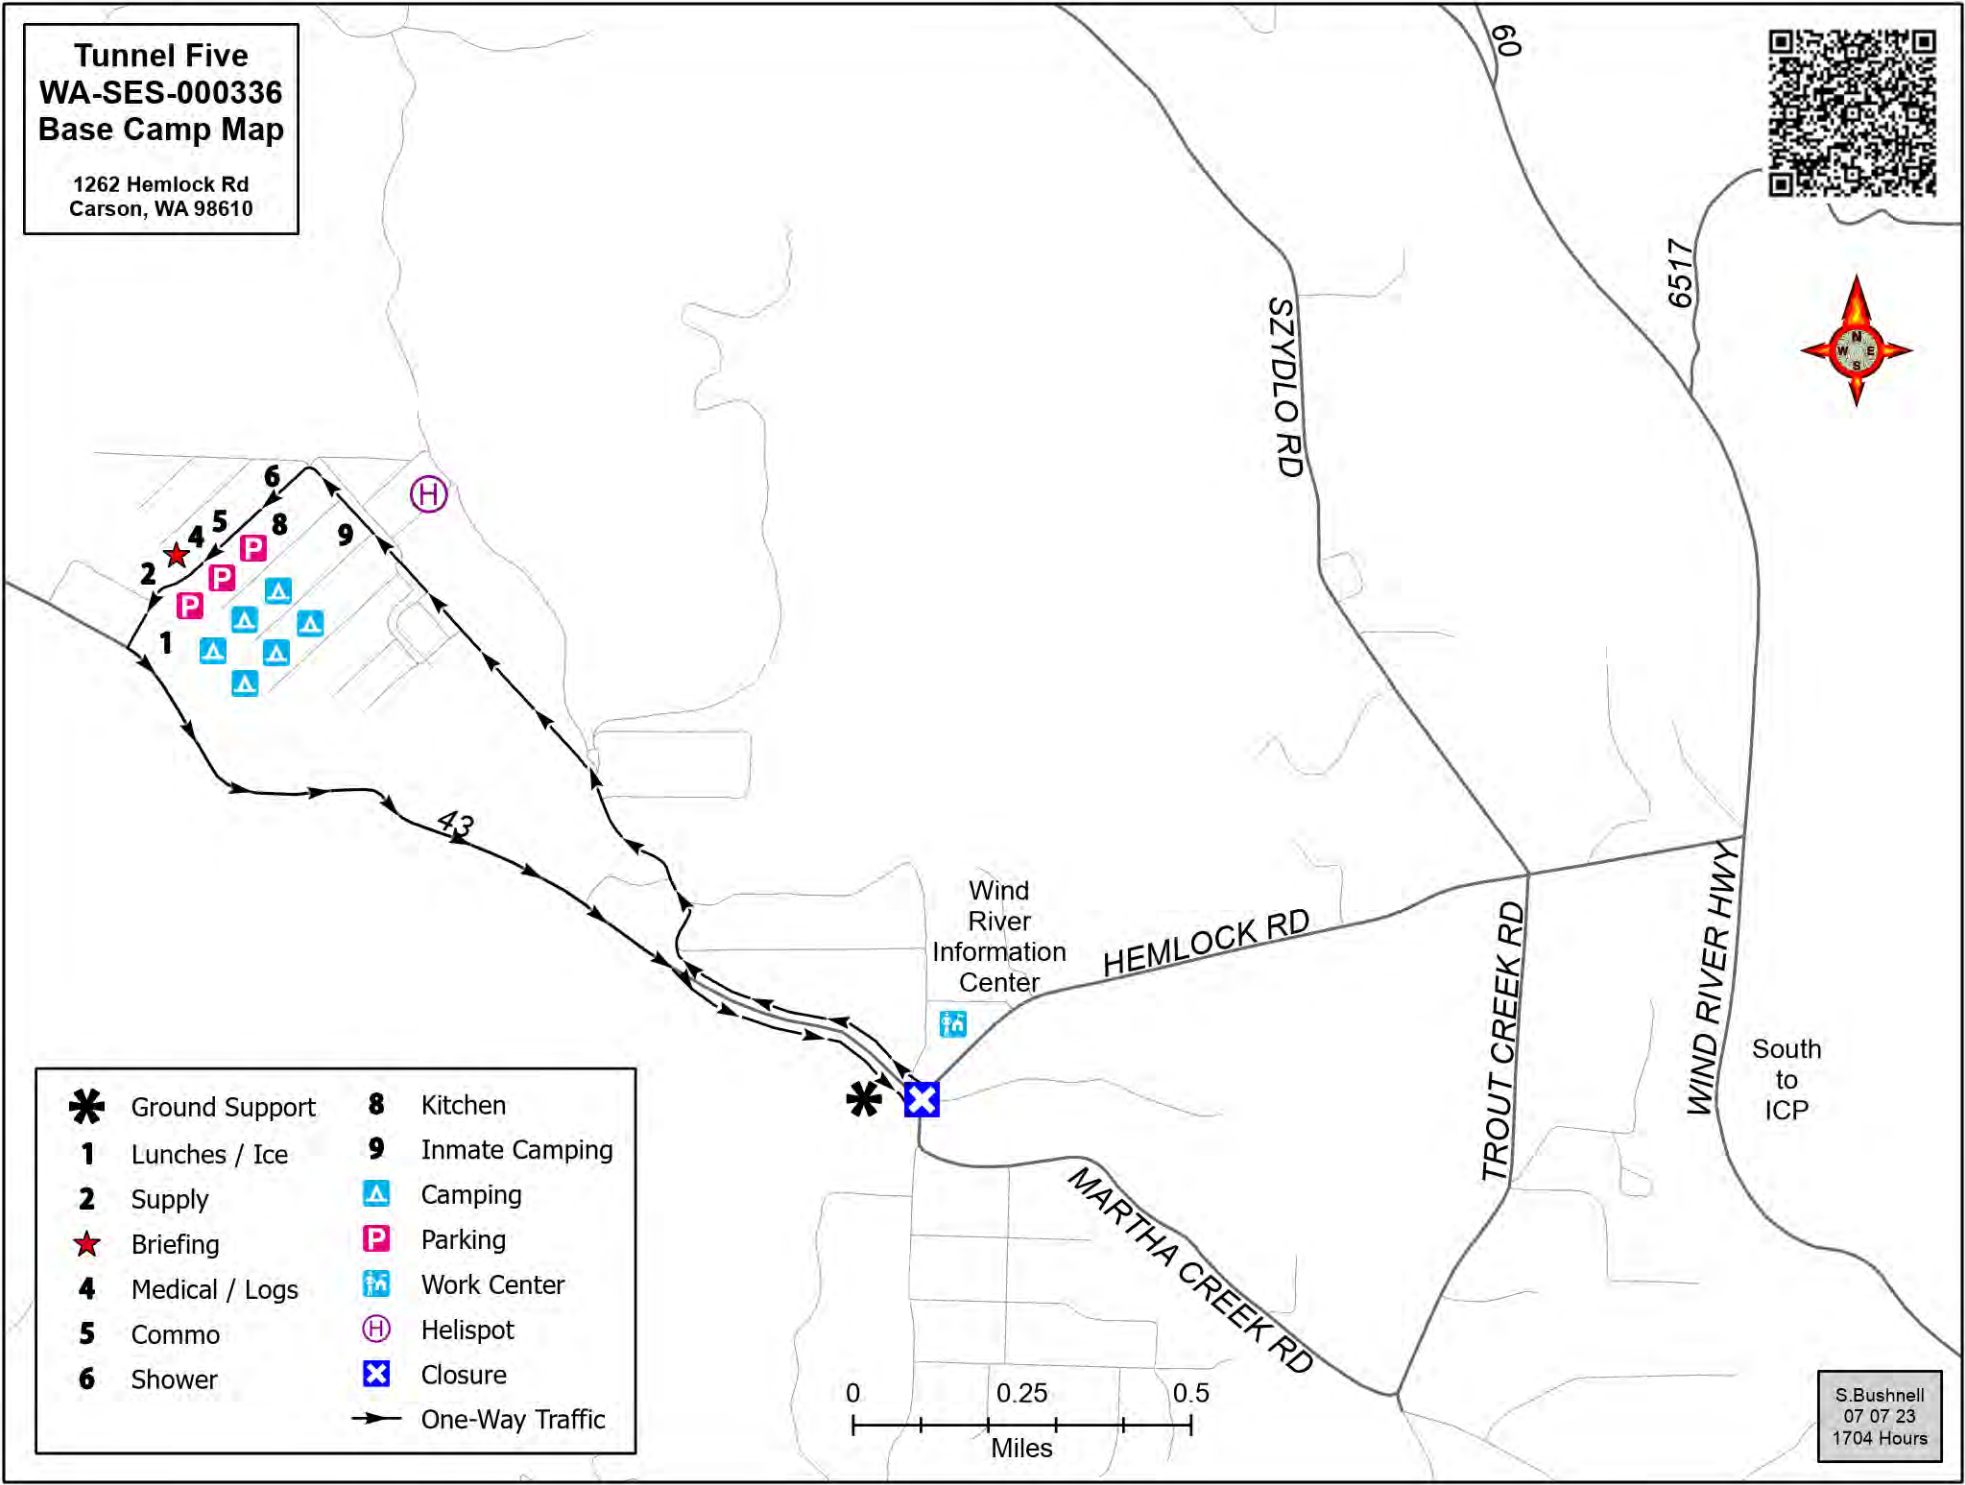 Tunnel Five
WA-SES-000336
Base Camp Map
1262 Hemlock Rd
Carson, WA 98610
60
6517
N
W E
S
SZYDLO RD
6
5
8
4
9
H
P
2
P
P
1
43
Wind
River
Information
Center
HEMLOCK RD
TROUT CREEK RD
WIND RIVER HWY
South
to
ICP
MARTHA CREEK RD
Ground Support
1 Lunches / Ice
2 Supply
Briefing
4 Medical / Logs
5 Commo
6 Shower
8 Kitchen
9 Inmate Camping
Camping
P Parking
Work Center
H Helispot
Closure
One-Way Traffic
0 0.25 0.5
Miles
S.Bushnell
07 07 23
1704 Hours